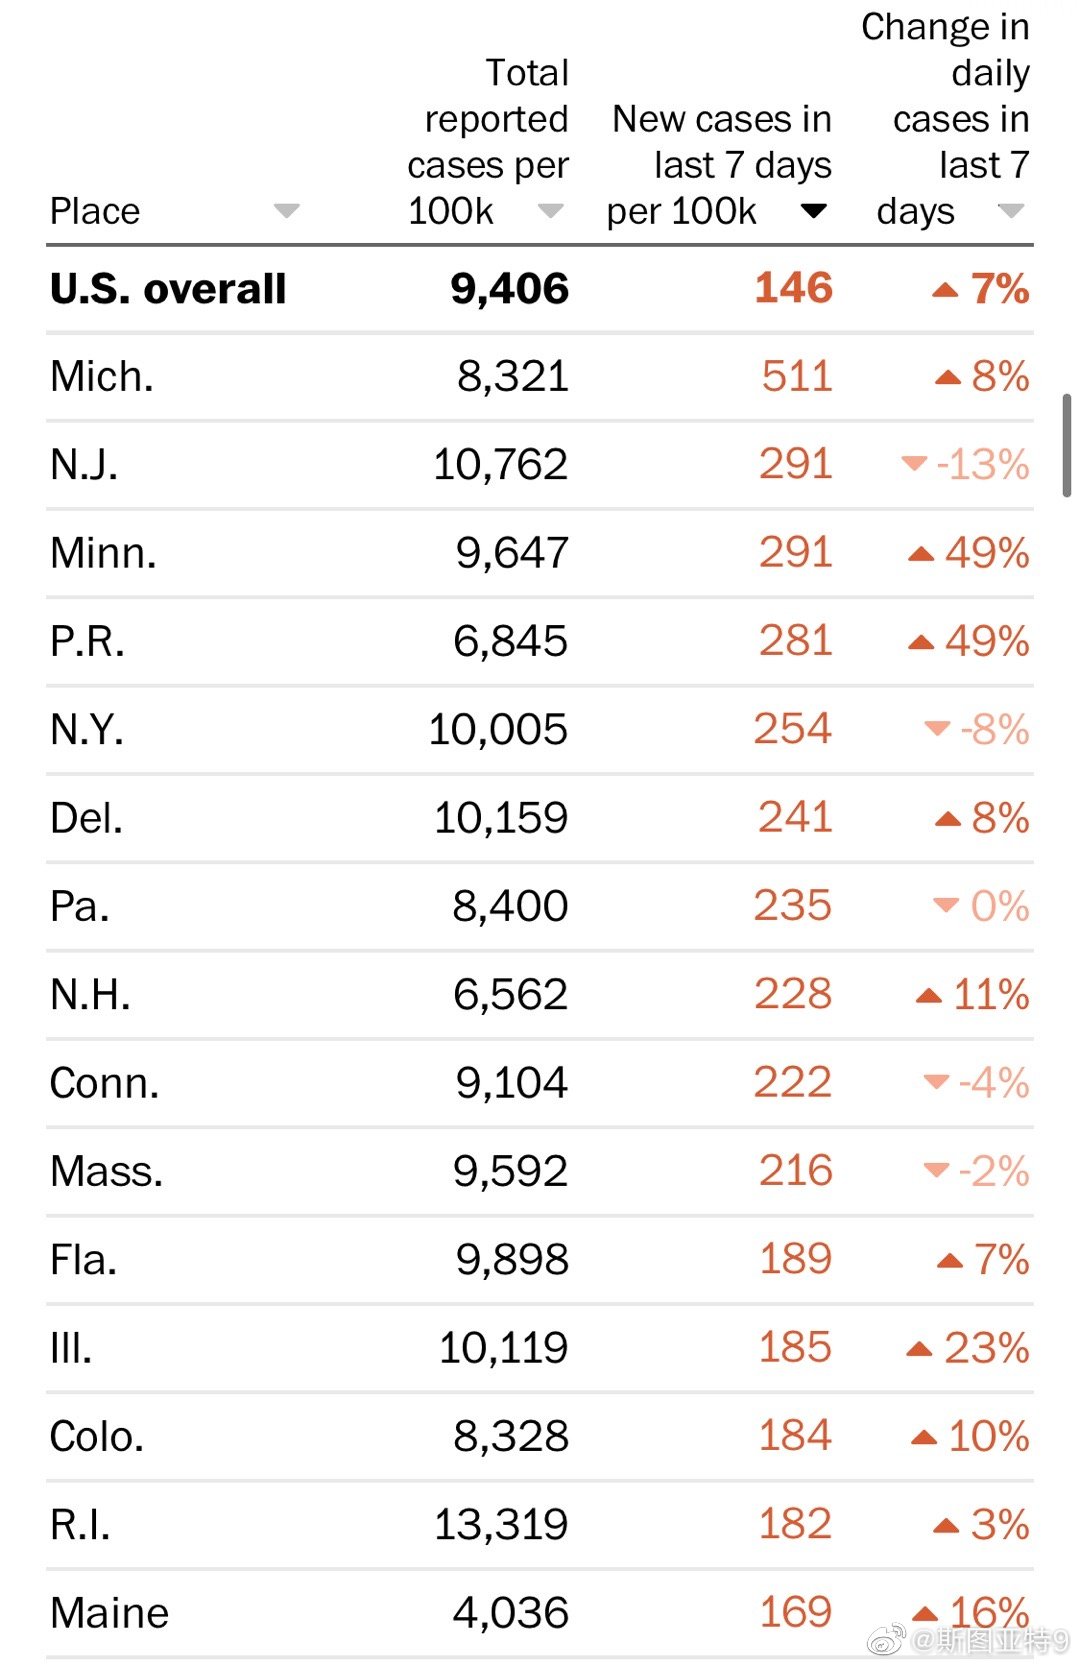 Place
Total
reported
cases per
100k
New cases in
last 7 days
per 100k
Change in
daily
cases in
last 7
days
U.S. overall 9,406 146 7%
Mich. 8,321 511 8%
N.J. 10,762 291 -13%
Minn. 9,647 291 49%
P.R. 6,845 281 49%
N.Y. 10,005 254 -8%
Del. 10,159 241 8%
Pa. 8,400 235 0%
N.H. 6,562 228 11%
Conn. 9,104 222 -4%
Mass. 9,592 216 -2%
Fla. 9,898 189 7%
Ill. 10,119 185 23%
Colo. 8,328 184 10%
R.I. 13,319 182 3%
Maine 4,036 169 16%
@斯图亚特9